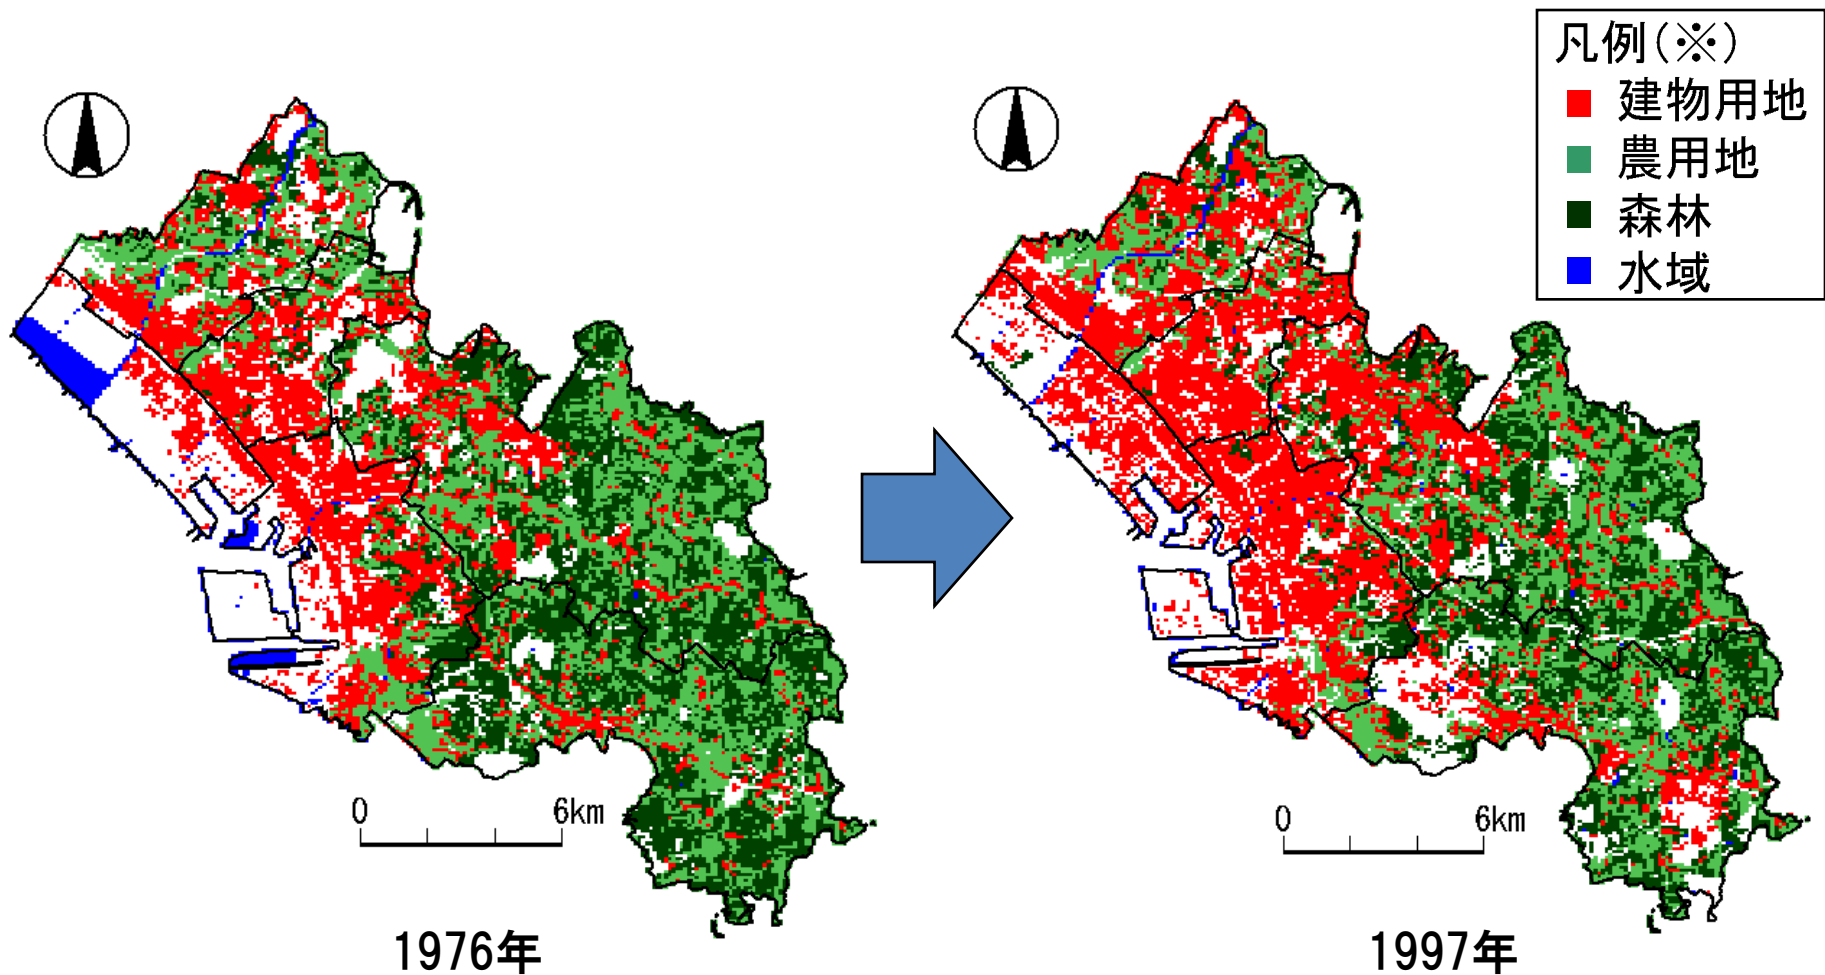 凡例(※)
建物用地
農用地
森林
水域
0 6km
0 6km
1976年
1997年